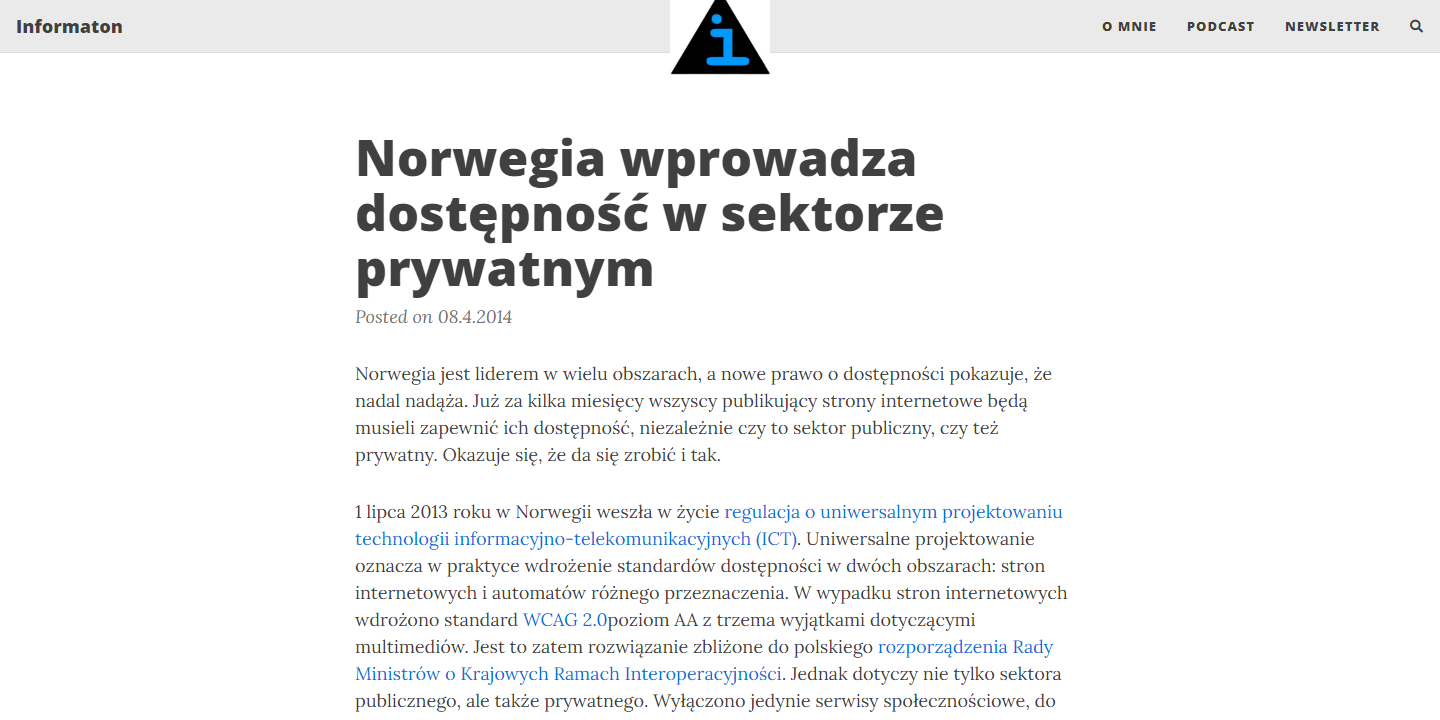 Informaton
i
O MNIE
PODCAST
NEWSLETTER
Norwegia wprowadza
dostępność w sektorze
prywatnym
Posted on 08.4.2014
Norwegia jest liderem w wielu obszarach, a nowe prawo o dostępności pokazuje, że
nadal nadąża. Już za kilka miesięcy wszyscy publikujący strony internetowe będą
musieli zapewnić ich dostępność, niezależnie czy to sektor publiczny, czy też
prywatny. Okazuje się, że da się zrobić i tak.
1 lipca 2013 roku w Norwegii weszła w życie regulacja o uniwersalnym projektowaniu
technologii informacyjno-telekomunikacyjnych (ICT). Uniwersalne projektowanie
oznacza w praktyce wdrożenie standardów dostępności w dwóch obszarach: stron
internetowych i automatów różnego przeznaczenia. W wypadku stron internetowych
wdrożono standard WCAG 2.0poziom AA z trzema wyjątkami dotyczącymi
multimediów. Jest to zatem rozwiązanie zbliżone do polskiego rozporządzenia Rady
Ministrów o Krajowych Ramach Interoperacyjności. Jednak dotyczy nie tylko sektora
publicznego, ale także prywatnego. Wyłączono jedynie serwisy społecznościowe, do